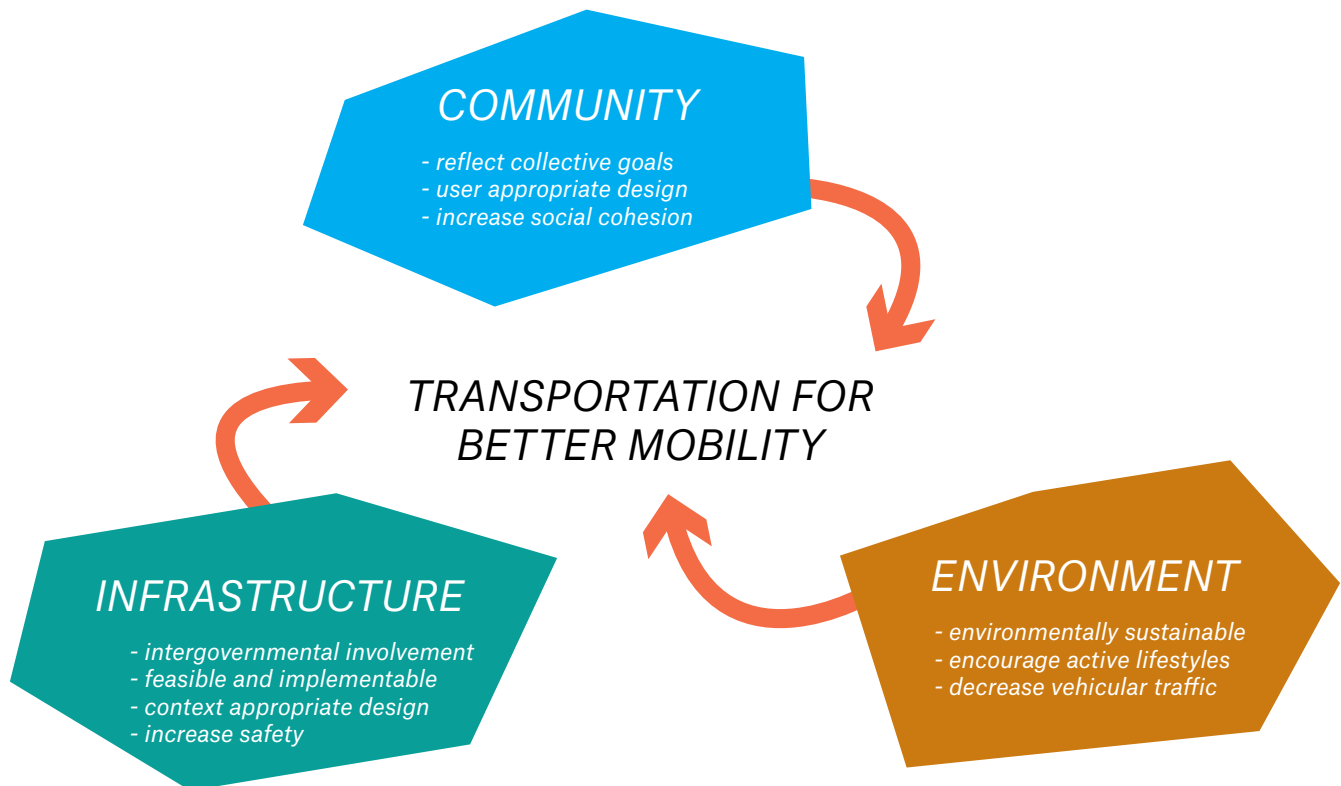 COMMUNITY
- reflect collective goals
- user appropriate design
- increase social cohesion
TRANSPORTATION FOR
BETTER MOBILITY
INFRASTRUCTURE
- intergovernmental involvement
- feasible and implementable
- context appropriate design
- increase safety
ENVIRONMENT
- environmentally sustainable
- encourage active lifestyles
- decrease vehicular traffic